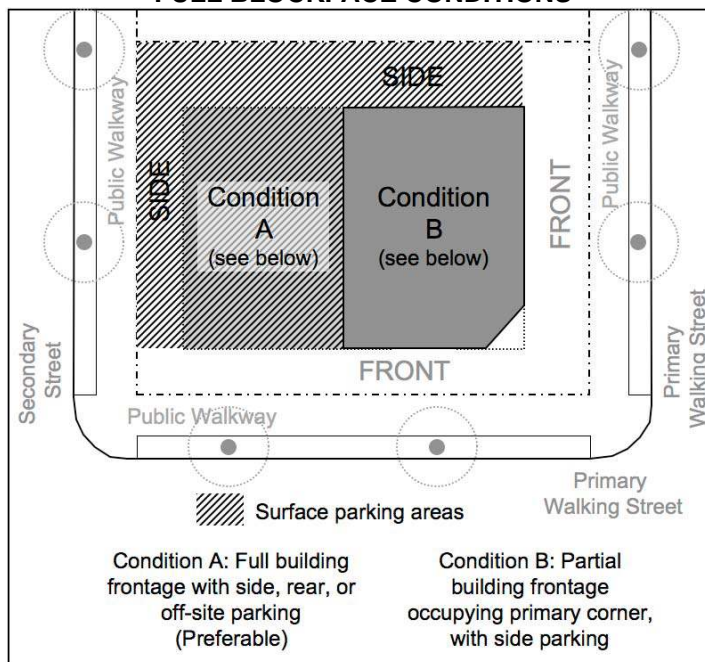 FULL BLOCKFACE CONDITIONS
SIDE
Public Walkway
Public Walkway
SIDE
Condition
A
(see below)
Condition
B
(see below)
FRONT
FRONT
Secondary
Street
Primary
Walking Street
Public Walkway
Primary
Walking Street
Surface parking areas
Condition A: Full building
frontage with side, rear, or
off-site parking
(Preferable)
Condition B: Partial
building frontage
occupying primary corner,
with side parking